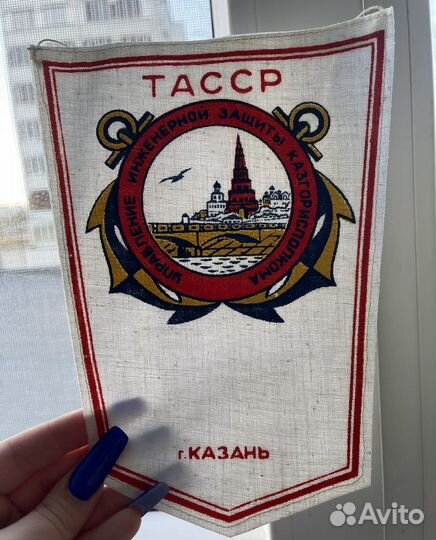 ТАССР
УПРАВЛЕНИЕ ИНЖЕНЕРНОЙ ЗАЩИТЫ КАЗГОРИСПОЛКОМА
г. КАЗАНЬ
Avito